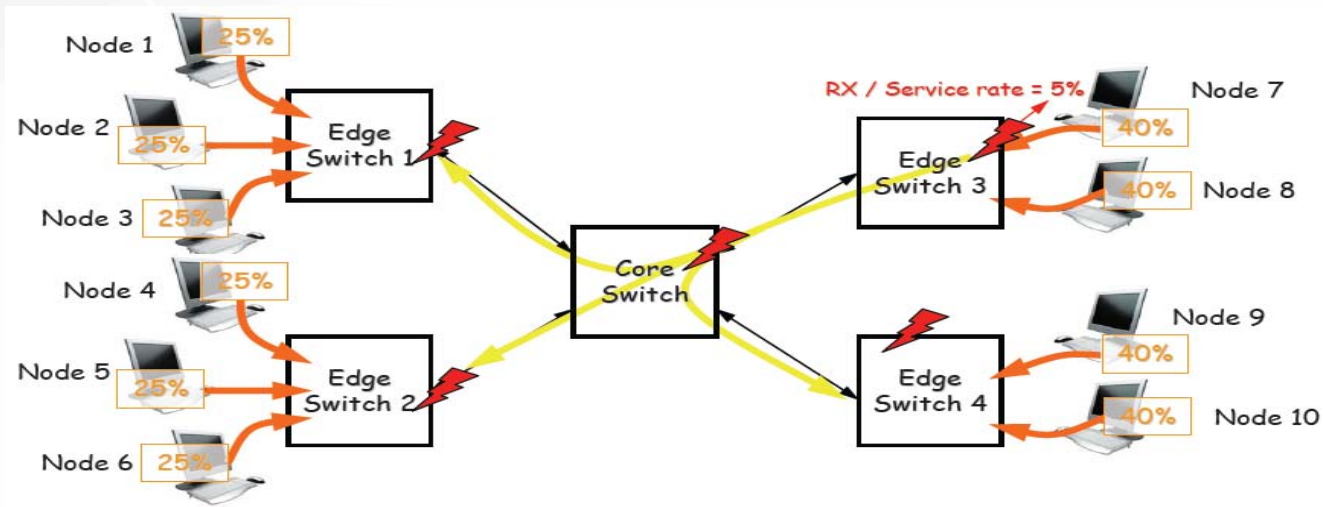 Node 1
25%
Node 2
25%
Node 3
25%
Edge
Switch 1
Node 4
25%
Node 5
25%
Node 6
25%
Edge
Switch 2
Core
Switch
RX / Service rate = 5%
Node 7
40%
Edge
Switch 3
40%
Node 8
Node 9
40%
Edge
Switch 4
40%
Node 10